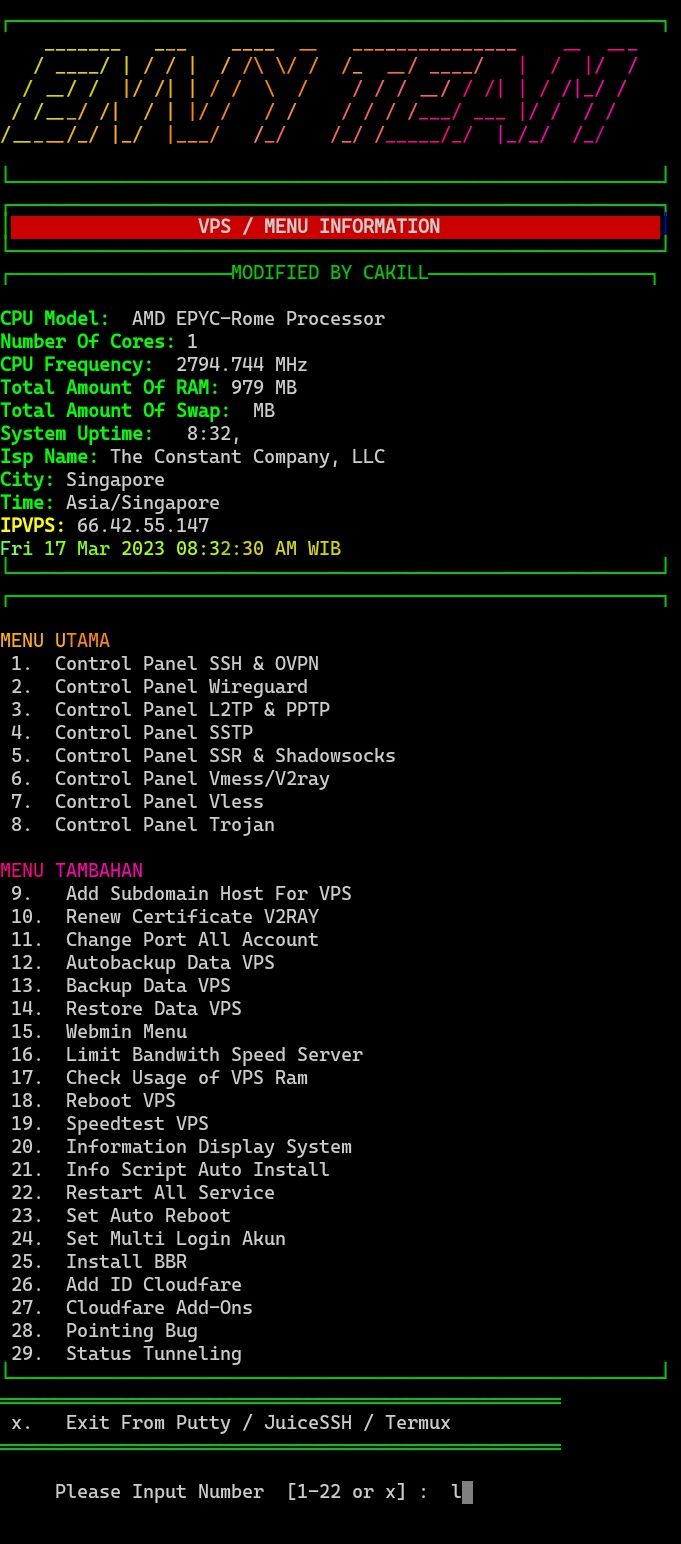 ENVY TEAM
VPS / MENU INFORMATION
MODIFIED BY CAKILL
CPU Model:  AMD EPYC-Rome Processor
Number Of Cores: 1
CPU Frequency:  2794.744 MHz
Total Amount Of RAM: 979 MB
Total Amount Of Swap:  MB
System Uptime:   8:32,
Isp Name: The Constant Company, LLC
City: Singapore
Time: Asia/Singapore
IPVPS: 66.42.55.147
Fri 17 Mar 2023 08:32:30 AM WIB
MENU UTAMA
1.  Control Panel SSH & OVPN
2.  Control Panel Wireguard
3.  Control Panel L2TP & PPTP
4.  Control Panel SSTP
5.  Control Panel SSR & Shadowsocks
6.  Control Panel Vmess/V2ray
7.  Control Panel Vless
8.  Control Panel Trojan
MENU TAMBAHAN
9.   Add Subdomain Host For VPS
10.  Renew Certificate V2RAY
11.  Change Port All Account
12.  Autobackup Data VPS
13.  Backup Data VPS
14.  Restore Data VPS
15.  Webmin Menu
16.  Limit Bandwith Speed Server
17.  Check Usage of VPS Ram
18.  Reboot VPS
19.  Speedtest VPS
20.  Information Display System
21.  Info Script Auto Install
22.  Restart All Service
23.  Set Auto Reboot
24.  Set Multi Login Akun
25.  Install BBR
26.  Add ID Cloudfare
27.  Cloudfare Add-Ons
28.  Pointing Bug
29.  Status Tunneling
x.   Exit From Putty / JuiceSSH / Termux
Please Input Number  [1-22 or x] :  l